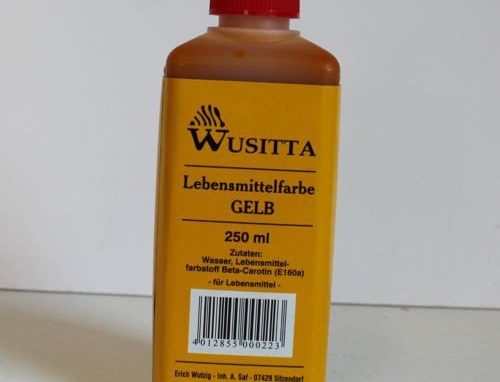 WUSITTA
Lebensmittelfarbe
GELB
250 ml
Zutaten:
Wasser, Lebensmittel-
farbstoff Beta-Carotin (E160a)
- für Lebensmittel -
4 012855 000223
Erich Wutzig - Inh. A. Saf - 07429 Sitzendorf